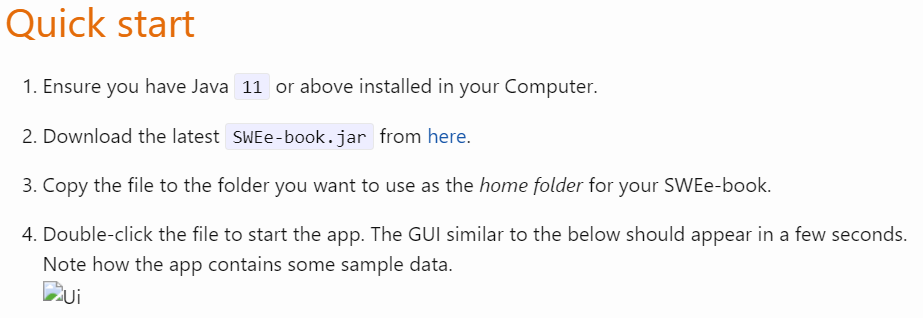 Quick start
1. Ensure you have Java 11 or above installed in your Computer.
2. Download the latest SWEe-book.jar from here.
3. Copy the file to the folder you want to use as the home folder for your SWEe-book.
4. Double-click the file to start the app. The GUI similar to the below should appear in a few seconds.
Note how the app contains some sample data.
Ui